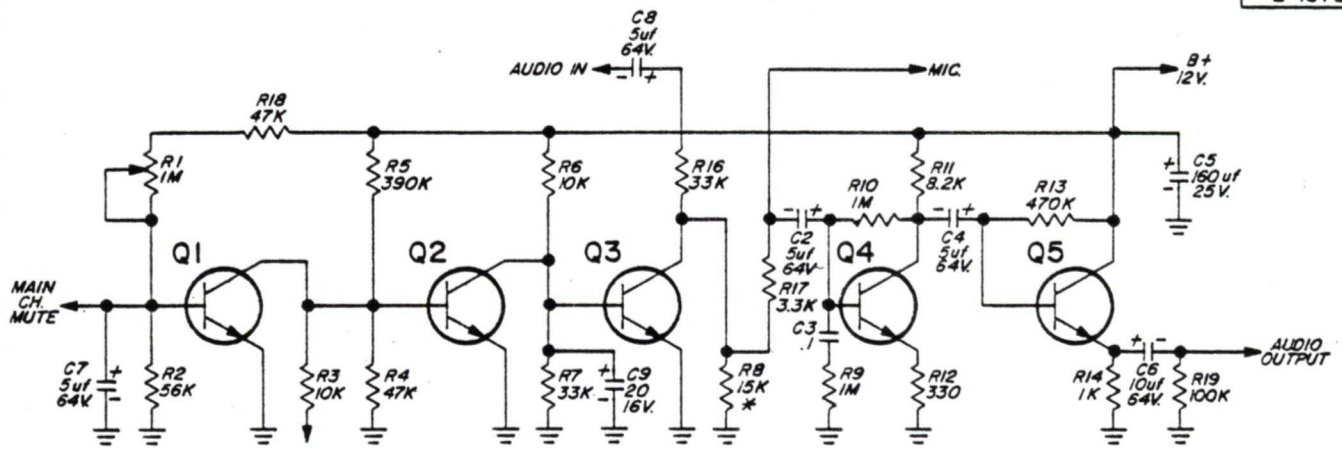 C8
5uf
64V.
- +
AUDIO IN
MIC.
B+
12V.
R18
47K
R1
1M
R5
390K
R6
10K
R16
33K
R11
8.2K
R10
1M
R13
470K
+
-
C5
160uf
25V.
- +
C2
5uf
64V
- +
C4
5uf
64V
Q1
Q2
Q3
Q4
Q5
MAIN
CH.
MUTE
R17
3.3K
C3
.1
C7
5uf
64V.
+
-
R2
56K
R3
10K
R4
47K
R7
33K
+
-
C9
20
16V.
R8
15K
*
R9
1M
R12
330
R14
1K
+ -
C6
10uf
64V.
R19
100K
AUDIO
OUTPUT